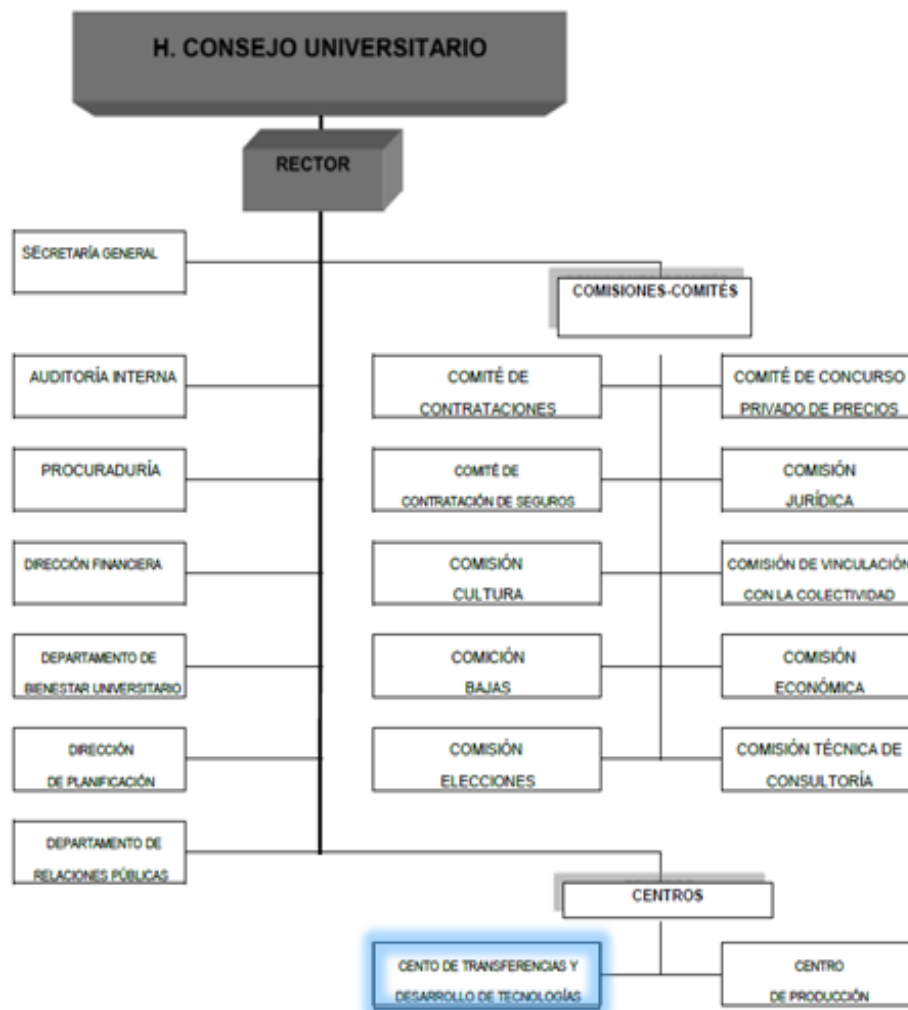 H. CONSEJO UNIVERSITARIO
RECTOR
SECRETARÍA GENERAL
COMISIONES-COMITÉS
AUDITORÍA INTERNA
COMITÉ DE
CONTRATACIONES
COMITÉ DE CONCURSO
PRIVADO DE PRECIOS
PROCURADURÍA
COMITÉ DE
CONTRATACIÓN DE SEGUROS
COMISIÓN
JURÍDICA
DIRECCIÓN FINANCIERA
COMISIÓN
CULTURA
COMISIÓN DE VINCULACIÓN
CON LA COLECTIVIDAD
DEPARTAMENTO DE
BIENESTAR UNIVERSITARIO
COMICIÓN
BAJAS
COMISIÓN
ECONÓMICA
DIRECCIÓN
DE PLANIFICACIÓN
COMISIÓN
ELECCIONES
COMISIÓN TÉCNICA DE
CONSULTORÍA
DEPARTAMENTO DE
RELACIONES PÚBLICAS
CENTROS
CENTO DE TRANSFERENCIAS Y
DESARROLLO DE TECNOLOGÍAS
CENTRO
DE PRODUCCIÓN